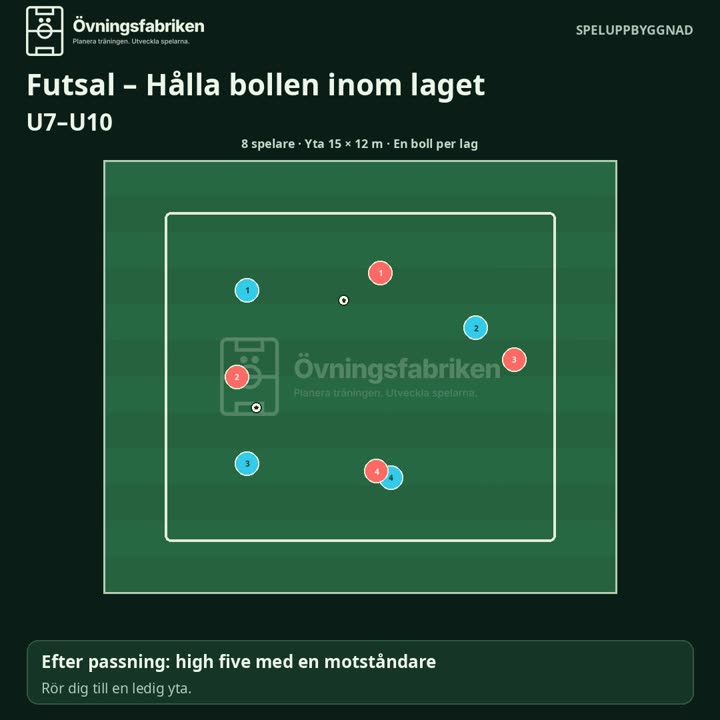 Övningsfabriken
Planera träningen. Utveckla spelarna.
SPELUPPBYGGNAD
Futsal – Hålla bollen inom laget
U7–U10
8 spelare · Yta 15 × 12 m · En boll per lag
1
1
2
3
Övningsfabriken
Planera träningen. Utveckla spelarna.
2
3
4
4
Efter passning: high five med en motståndare
Rör dig till en ledig yta.